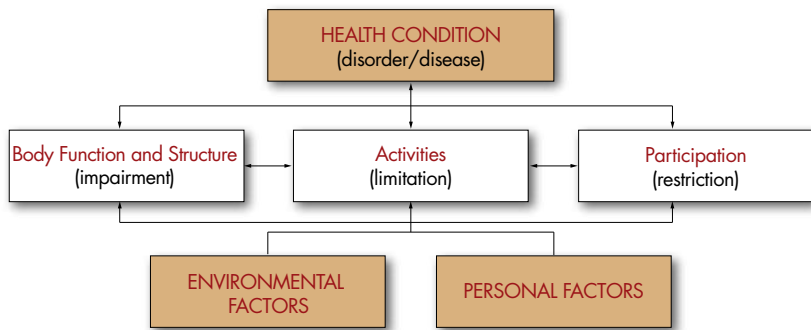 HEALTH CONDITION
(disorder/disease)
Body Function and Structure
(impairment)
Activities
(limitation)
Participation
(restriction)
ENVIRONMENTAL
FACTORS
PERSONAL FACTORS